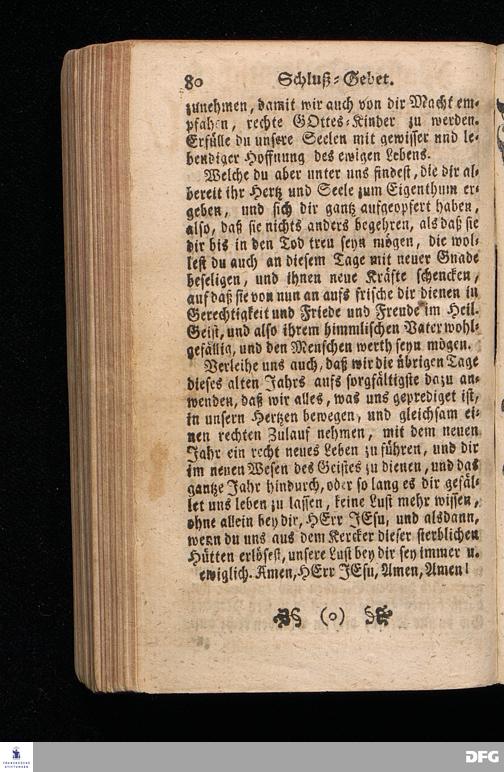 80 Schluß-Gebet.
zunehmen, damit wir auch von dir Macht em-
pfahen, rechte GOttes-Kinder zu werden.
Erfülle du unsere Seelen mit gewisser und le-
bendiger Hoffnung des ewigen Lebens.
Welche du aber unter uns findest, die dir al-
bereit ihr Hertz und Seele zum Eigenthum er-
geben, und sich dir gantz aufgeopfert haben,
also, daß sie nichts anders begehren, als daß sie
dir bis in den Tod treu seyn mögen, die wol-
lest du auch an diesem Tage mit neuer Gnade
beseligen, und ihnen neue Kräfte schencken,
auf daß sie von nun an aufs frische dir dienen in
Gerechtigkeit und Friede und Freude im Heil.
Geist, und also ihrem himmlischen Vater wohl-
gefällig, und den Menschen werth seyn mögen.
Verleihe uns auch, daß wir die übrigen Tage
dieses alten Jahrs aufs sorgfältigste dazu an-
wenden, daß wir alles, was uns geprediget ist,
in unsern Hertzen bewegen, und gleichsam ei-
nen rechten Zulauf nehmen, mit dem neuen
Jahr ein recht neues Leben zu führen, und dir
im neuen Wesen des Geistes zu dienen, und das
gantze Jahr hindurch, oder so lang es dir gefäl-
let uns leben zu lassen, keine Lust mehr wissen,
ohne allein bey dir, HErr JEsu, und alsdann,
wenn du uns aus dem Kercker dieser sterblichen
Hütten erlösest, unsere Lust bey dir sey immer u.
ewiglich. Amen, HErr JEsu, Amen, Amen!
(o)
DFG